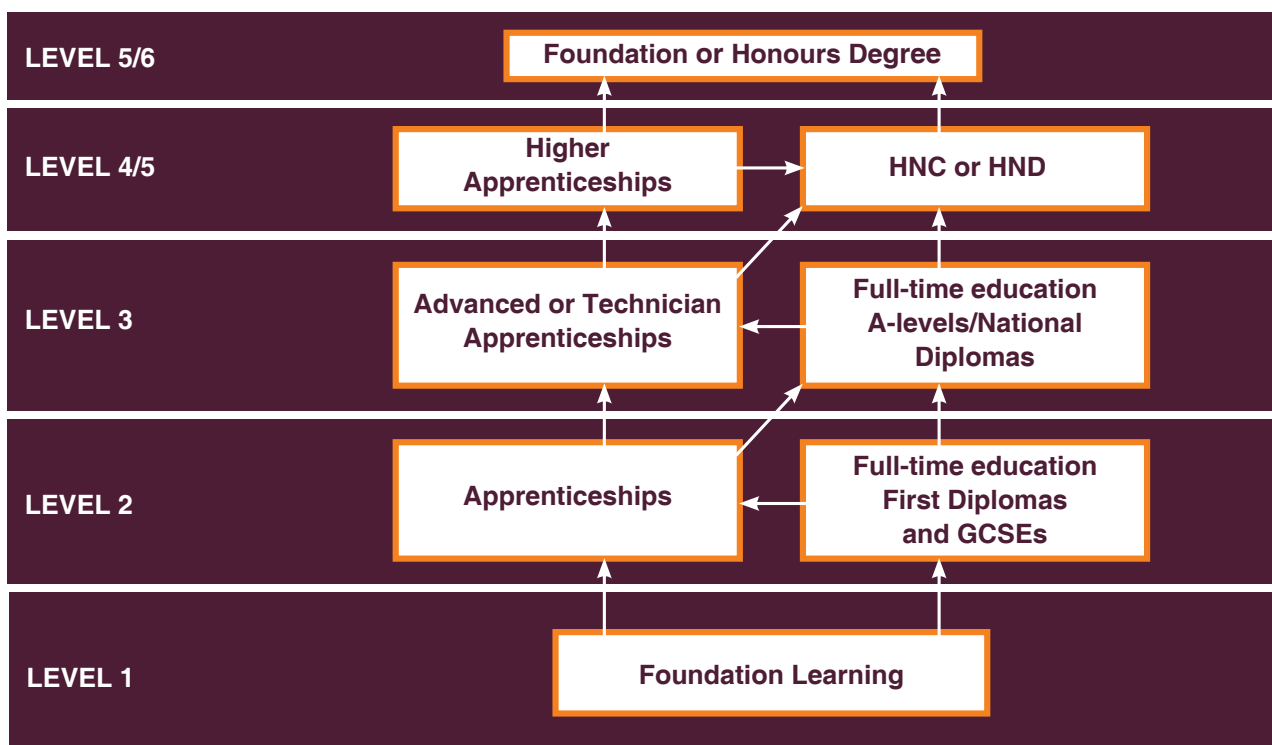 LEVEL 5/6
Foundation or Honours Degree
LEVEL 4/5
Higher
Apprenticeships
HNC or HND
LEVEL 3
Advanced or Technician
Apprenticeships
Full-time education
A-levels/National
Diplomas
LEVEL 2
Apprenticeships
Full-time education
First Diplomas
and GCSEs
LEVEL 1
Foundation Learning